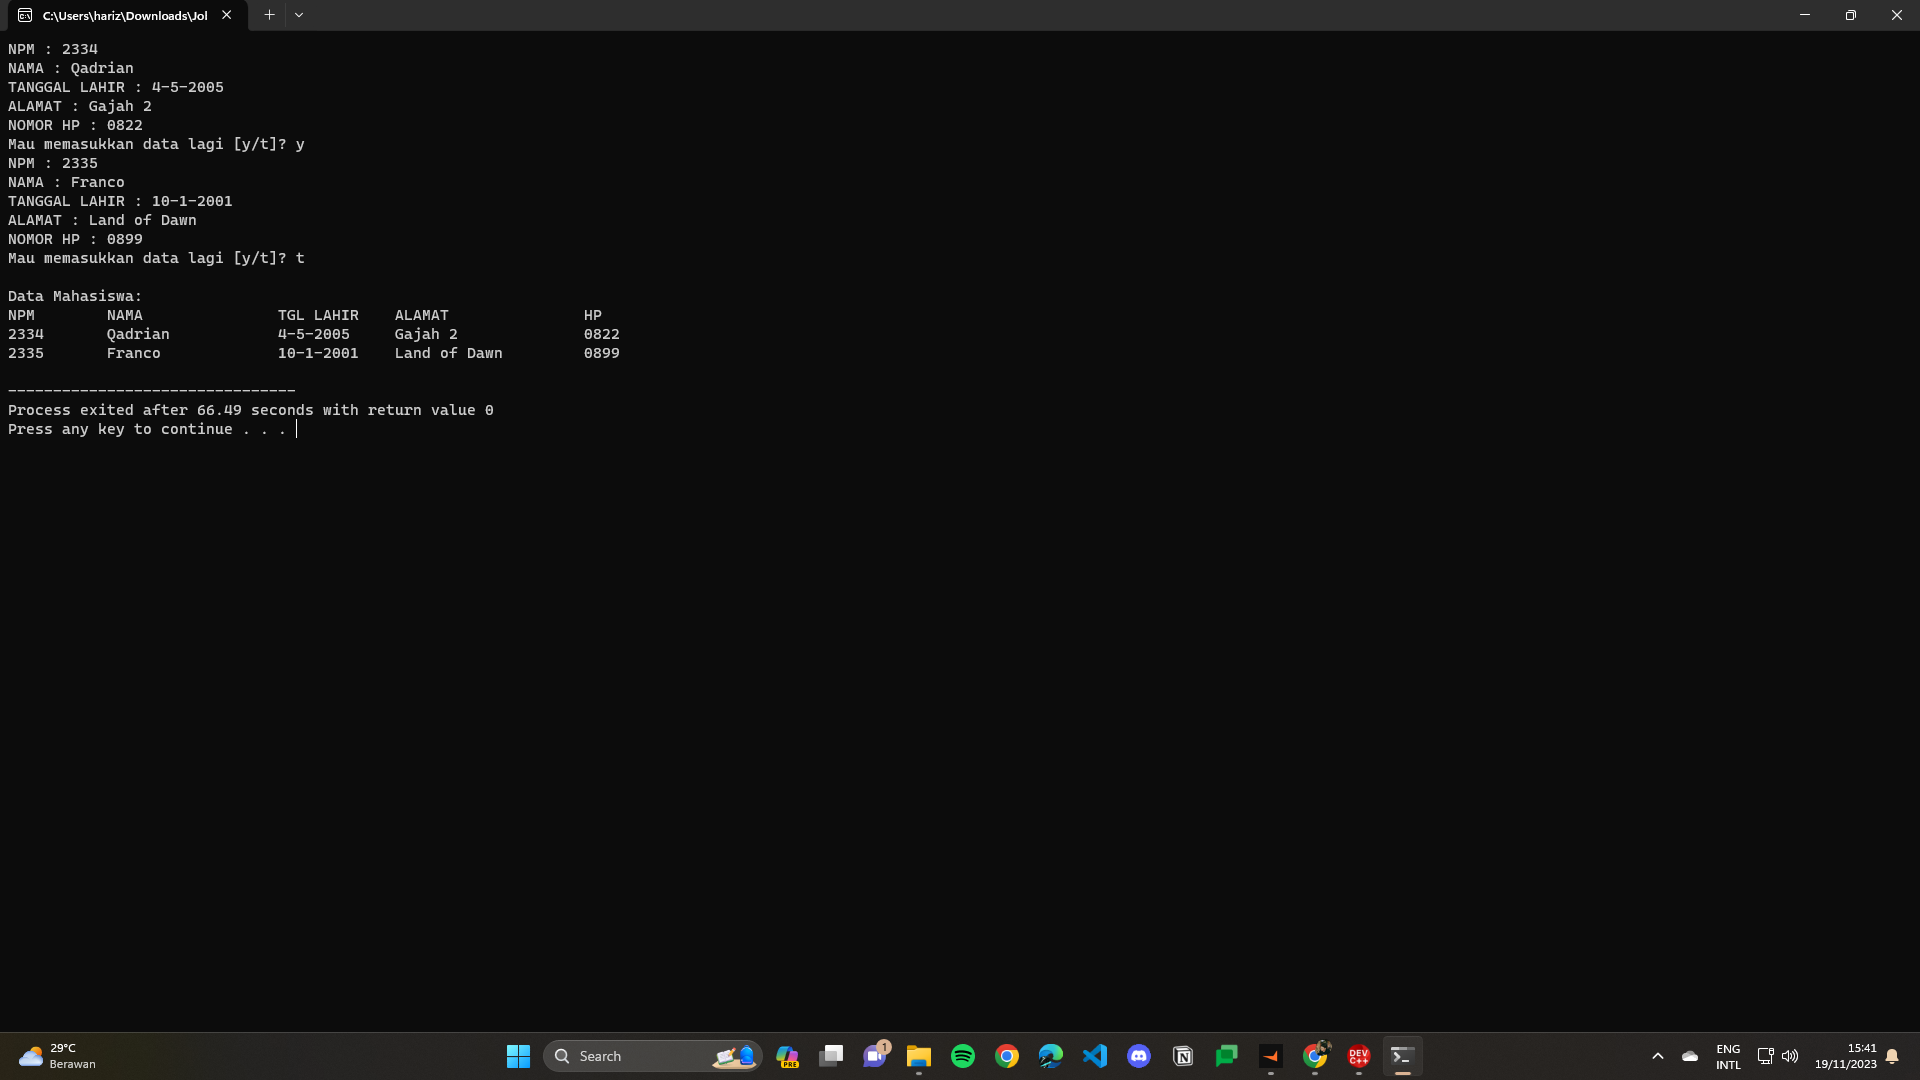 C:\Users\hariz\Downloads\Jol
NPM : 2334
NAMA : Qadrian
TANGGAL LAHIR : 4-5-2005
ALAMAT : Gajah 2
NOMOR HP : 0822
Mau memasukkan data lagi [y/t]? y
NPM : 2335
NAMA : Franco
TANGGAL LAHIR : 10-1-2001
ALAMAT : Land of Dawn
NOMOR HP : 0899
Mau memasukkan data lagi [y/t]? t
Data Mahasiswa:
NPM NAMA TGL LAHIR ALAMAT HP
2334 Qadrian 4-5-2005 Gajah 2 0822
2335 Franco 10-1-2001 Land of Dawn 0899
--------------------------------
Process exited after 66.49 seconds with return value 0
Press any key to continue . . .
29°C
Berawan
Search
PRE
1
DEV
C++
ENG
INTL
15:41
19/11/2023